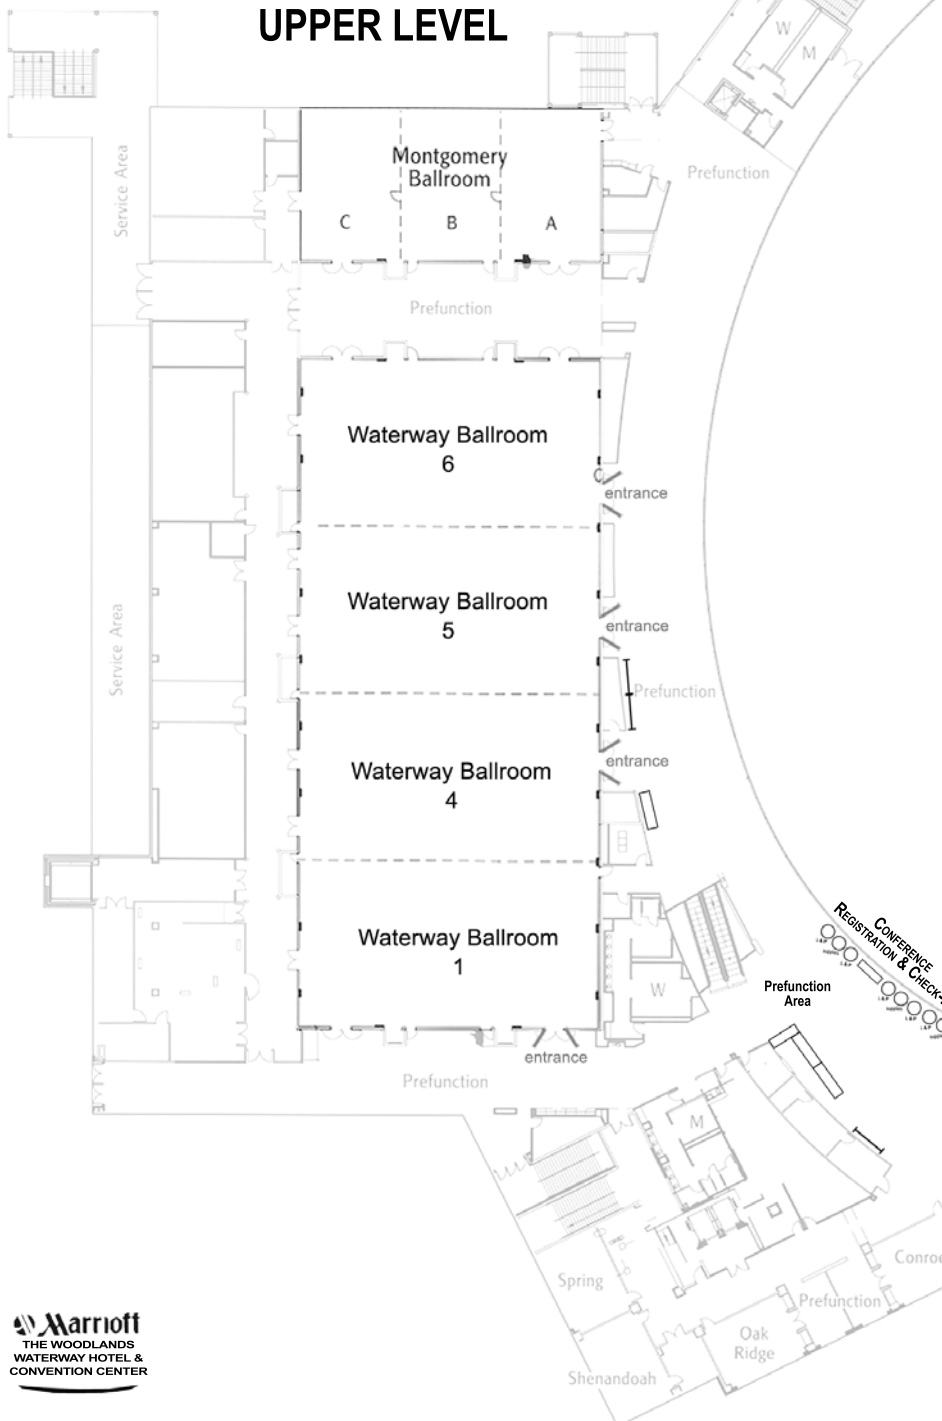 UPPER LEVEL
W
M
Service Area
Montgomery
Ballroom
C
B
A
Prefunction
Prefunction
Waterway Ballroom
6
entrance
Waterway Ballroom
5
entrance
Service Area
Prefunction
Waterway Ballroom
4
entrance
Waterway Ballroom
1
W
CONFERENCE
REGISTRATION & CHECK-
Prefunction
Area
entrance
Prefunction
M
Spring
Conroe
Prefunction
Oak
Ridge
Shenandoah
Marriott
THE WOODLANDS
WATERWAY HOTEL &
CONVENTION CENTER